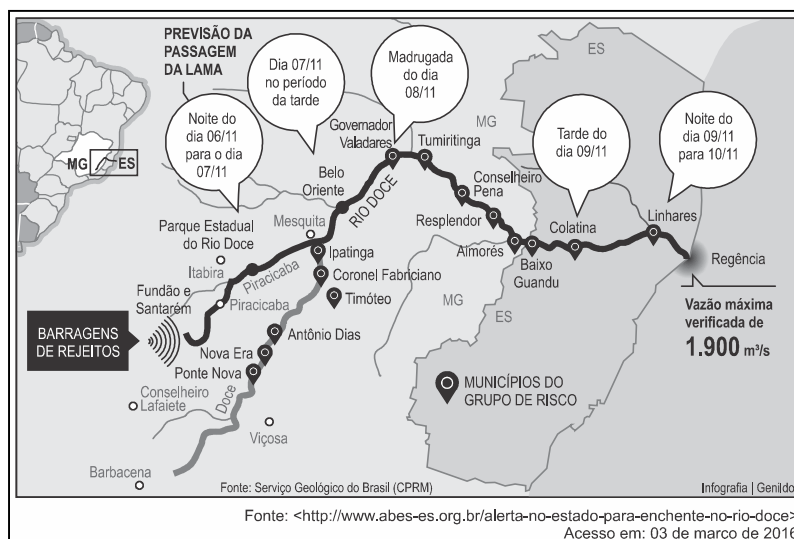 PREVISÃO DA
PASSAGEM
DA LAMA
Noite do
dia 06/11
para o dia
07/11
Dia 07/11
no período
da tarde
Madrugada
do dia
08/11
Tarde do
dia 09/11
Noite do
dia 09/11
para 10/11
MG
ES
ES
MG
MG
ES
Governador
Valadares
Tumiritinga
Belo
Oriente
RIO DOCE
Conselheiro
Pena
Resplendor
Aimorés
Baixo
Guandu
Colatina
Linhares
Regência
Parque Estadual
do Rio Doce
Mesquita
Ipatinga
Itabira
Piracicaba
Coronel Fabriciano
Fundão e
Santarém
Piracicaba
Timóteo
BARRAGENS
DE REJEITOS
Antônio Dias
Nova Era
Ponte Nova
Doce
Conselheiro
Lafaiete
Viçosa
Barbacena
Vazão máxima
verificada de
1.900 m³/s
MUNICÍPIOS DO
GRUPO DE RISCO
Fonte: Serviço Geológico do Brasil (CPRM)
Infografia | Genildo
Fonte: <http://www.abes-es.org.br/alerta-no-estado-para-enchente-no-rio-doce>
Acesso em: 03 de março de 2016